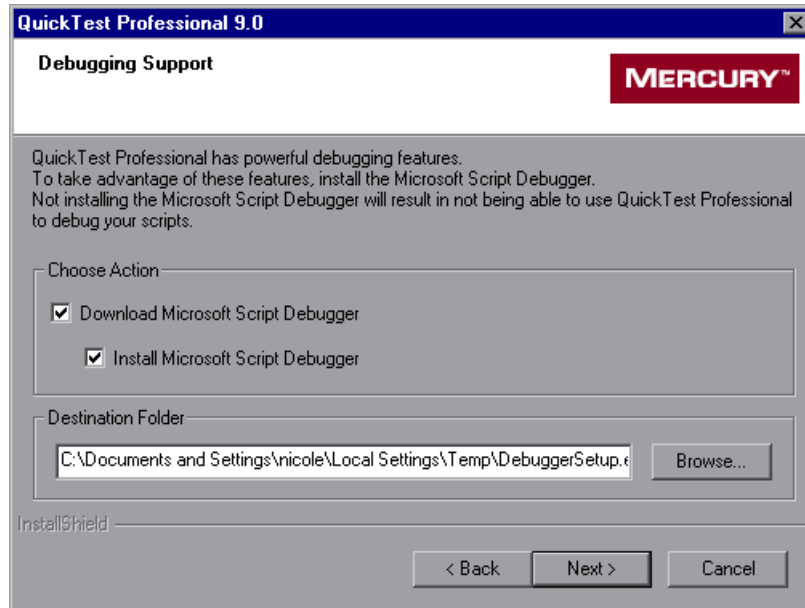 QuickTest Professional 9.0
Debugging Support
MERCURY™
QuickTest Professional has powerful debugging features.
To take advantage of these features, install the Microsoft Script Debugger.
Not installing the Microsoft Script Debugger will result in not being able to use QuickTest Professional
to debug your scripts.
Choose Action
Download Microsoft Script Debugger
Install Microsoft Script Debugger
Destination Folder
C:\Documents and Settings\nicole\Local Settings\Temp\DebuggerSetup.e
Browse...
InstallShield
< Back
Next >
Cancel